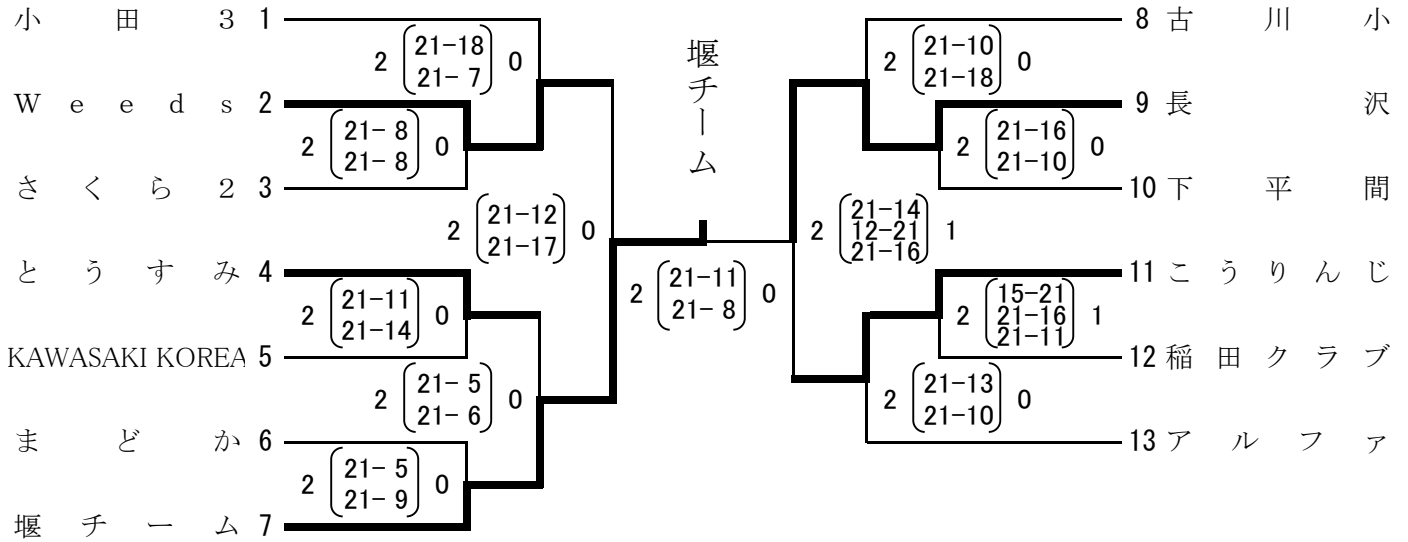 小田３ 1
Ｗｅｅｄｓ 2
さくら２ 3
とうすみ 4
KAWASAKI KOREA 5
まどか 6
堰チーム 7
2 21-18 0
21- 7
2 21- 8 0
21- 8
2 21-12 0
21-17
2 21-11 0
21-14
2 21- 5 0
21- 6
2 21- 5 0
21- 9
堰チーム
2 21-11 0
21- 8
2 21-10 0
21-18
2 21-16 0
21-10
2 21-14 1
12-21
21-16
2 15-21 1
21-16
21-11
2 21-13 0
21-10
8 古川小
9 長沢
10 下平間
11 こうりんじ
12 稲田クラブ
13 アルファ